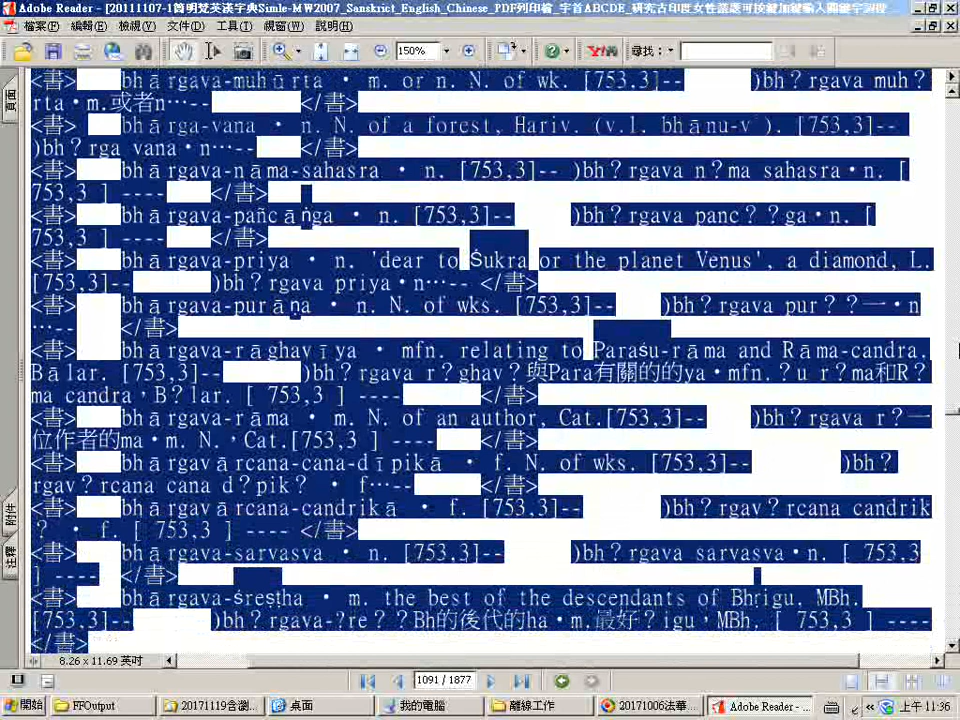 Adobe Reader - [20111107-1簡明梵英漢字典Simle-MW2007_Sanskrict_English_Chinese_PDF列印檔_字首ABCDE_研究古印度女性議題可按
檔案(F) 編輯(E) 檢視(V) 文件(D) 工具(T) 視窗(W) 說明(H)
150% 尋找:
頁面
<書> bhārgava-muhūrta ‧ m. or n. N. of wk. [753,3]-- )bh?rgava muh?
rta‧m.或者n…-- </書>
<書> bhārga-vana ‧ n. N. of a forest, Hariv. (v.l. bhānu-v ). [753,3]--
)bh?rga vana‧n…-- </書>
<書> bhārgava-nāma-sahasra ‧ n. [753,3]-- )bh?rgava n?ma sahasra‧n. [
753,3 ] ---- </書>
<書> bhārgava-pañcāṅga ‧ n. [753,3]-- )bh?rgava panc??ga‧n. [
753,3 ] ---- </書>
<書> bhārgava-priya ‧ n. 'dear to Śukra or the planet Venus', a diamond, L.
[753,3]-- )bh?rgava priya‧n…-- </書>
<書> bhārgava-purāṇa ‧ n. N. of wks. [753,3]-- )bh?rgava pur??一‧n
…-- </書>
<書> bhārgava-rāghavīya ‧ mfn. relating to Paraśu-rāma and Rāma-candra,
Bālar. [753,3]-- )bh?rgava r?ghav?與Para有關的的ya‧mfn.?u r?ma和R?
ma candra，B?lar. [ 753,3 ] ---- </書>
<書> bhārgava-rāma ‧ m. N. of an author, Cat.[753,3]-- )bh?rgava r?一
位作者的ma‧m. N.，Cat.[753,3 ] ---- </書>
<書> bhārgavārcana-cana-dīpikā ‧ f. N. of wks. [753,3]-- )bh?
rgav?rcana cana d?pik? ‧ f…-- </書>
<書> bhārgavārcana-candrikā ‧ f. [753,3]-- )bh?rgav?rcana candrik
? ‧ f. [ 753,3 ] ---- </書>
<書> bhārgava-sarvasva ‧ n. [753,3]-- )bh?rgava sarvasva‧n. [ 753,3
] ---- </書>
<書> bhārgava-śreṣṭha ‧ m. the best of the descendants of Bhṛigu, MBh.
[753,3]-- )bh?rgava-?re??Bh的後代的ha‧m.最好?igu，MBh. [ 753,3 ] ----
</書>
附件
注釋
8.26 x 11.69 英吋
1091 / 1877
開始 FFOutput 20171119含瀏... 桌面 我的電腦 離線工作 20171006法華... Adobe Reader - ... 上午 11:36